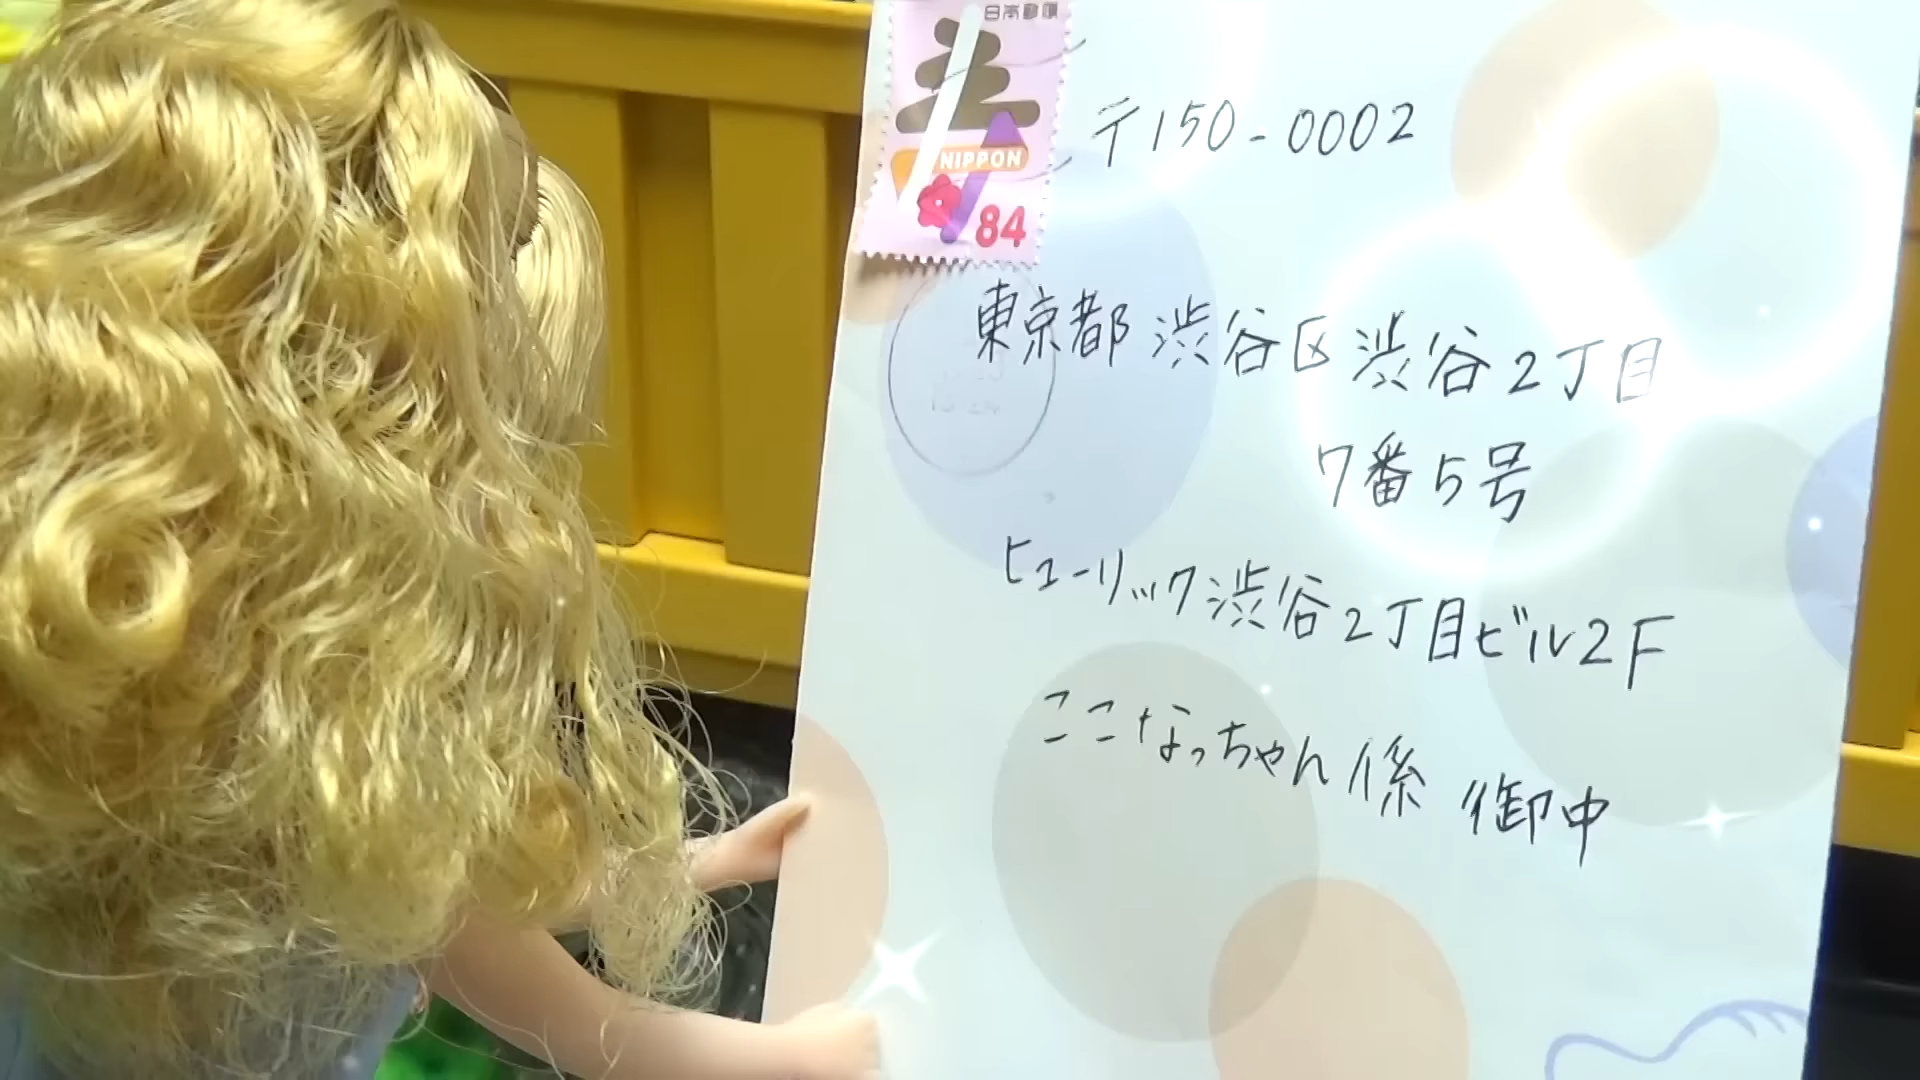 日本郵便
NIPPON
84
〒150-0002
東京都渋谷区渋谷2丁目
7番5号
ヒューリック渋谷2丁目ビル2F
ここなっちゃん係 御中